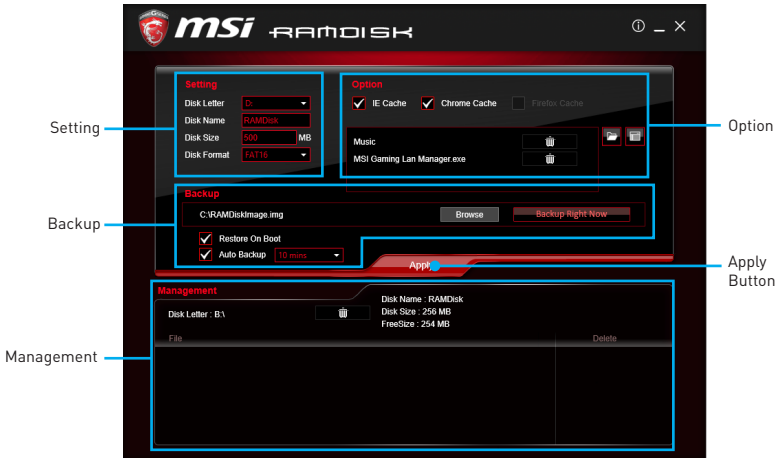 msi RAMDISK
Setting
Disk Letter D:
Disk Name RAMDisk
Disk Size 500 MB
Disk Format FAT16
Option
IE Cache Chrome Cache Firefox Cache
Music
MSI Gaming Lan Manager.exe
Backup
C:\RAMDiskImage.img Browse Backup Right Now
Restore On Boot
Auto Backup 10 mins
Apply
Management
Disk Letter : B:\
Disk Name : RAMDisk
Disk Size : 256 MB
FreeSize : 254 MB
File Delete
Setting
Backup
Management
Option
Apply
Button